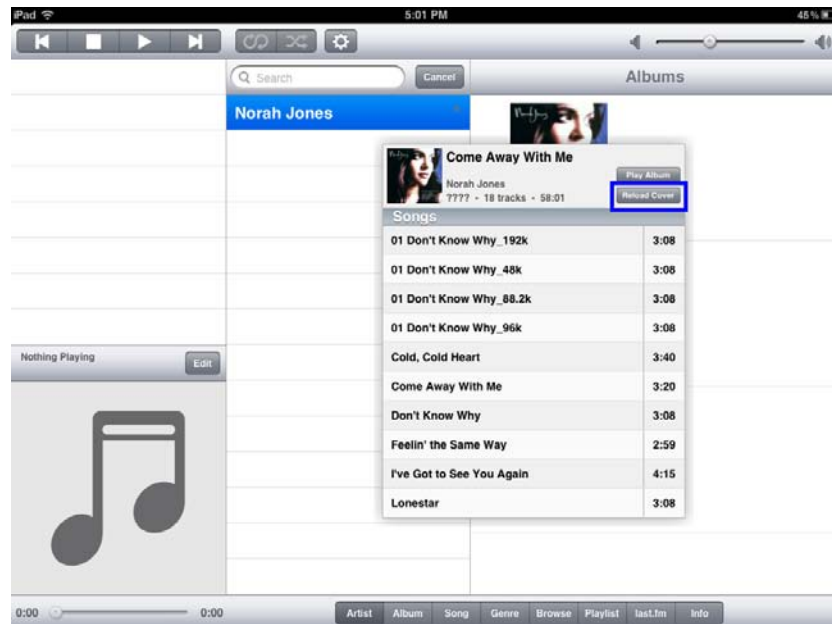 iPad 5:01 PM 45%
Search Cancel Albums
Norah Jones
Norah Jones
Come Away With Me
Norah Jones
???? - 18 tracks - 58:01
Play Album
Reload Cover
Songs
01 Don't Know Why_192k 3:08
01 Don't Know Why_48k 3:08
01 Don't Know Why_88.2k 3:08
01 Don't Know Why_96k 3:08
Cold, Cold Heart 3:40
Come Away With Me 3:20
Don't Know Why 3:08
Feelin' the Same Way 2:59
I've Got to See You Again 4:15
Lonestar 3:08
Nothing Playing Edit
0:00 0:00 Artist Album Song Genre Browse Playlist last.fm Info